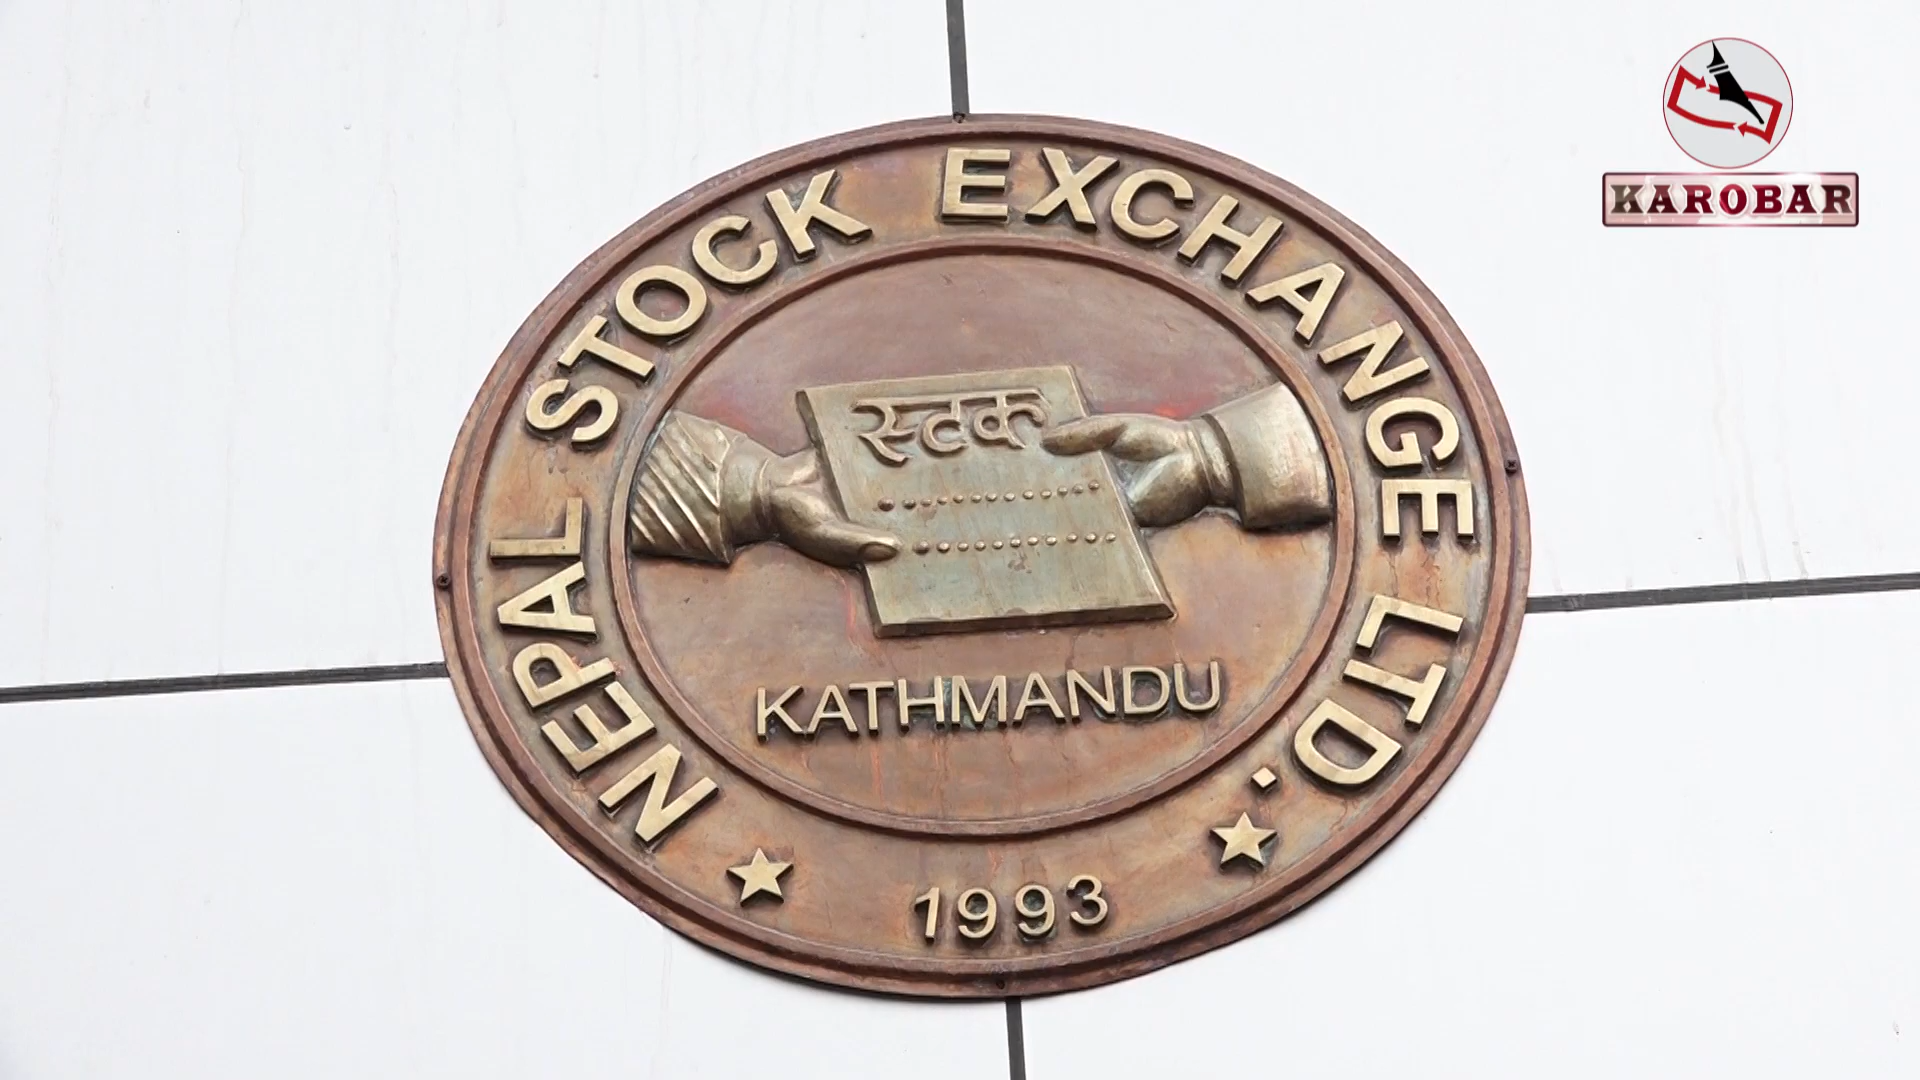 NEPAL STOCK EXCHANGE LTD.
स्टक
KATHMANDU
1993
KAROBAR